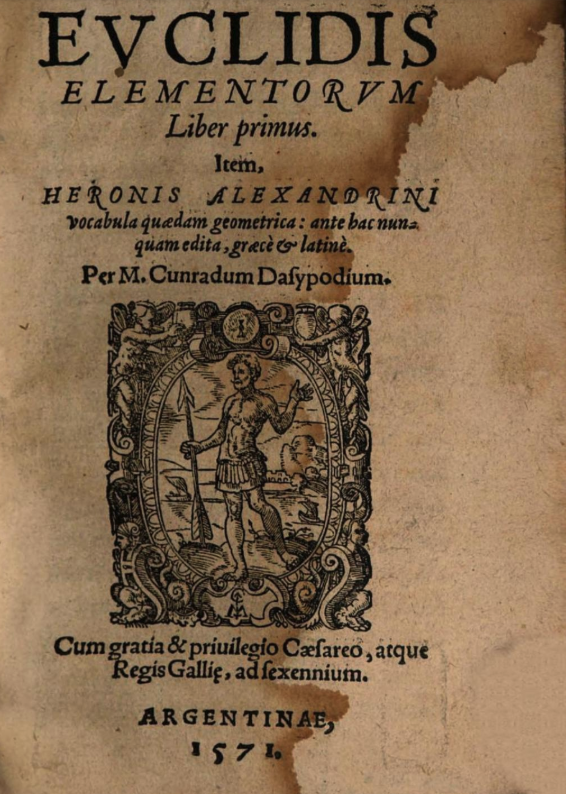 EVCLIDIS
ELEMENTORVM
Liber primus.
Item,
HERONIS ALEXANDRINI
vocabula quædam geometrica: ante hac nun⸗
quam edita, græcè & latinè.
Per M. Cunradum Daſypodium.
Cum gratia & priuilegio Cæſareo, atque
Regis Gallię, ad ſexennium.
ARGENTINAE,
1571.